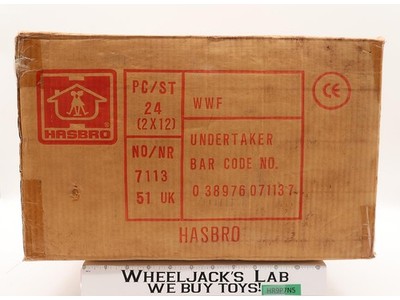 HASBRO
PC/ST
24
(2X12)
NO/NR
7113
51 UK
WWF
UNDERTAKER
BAR CODE NO.
0 38976 07113 7
CE
HASBRO
WHEELJACK'S LAB
WE BUY TOYS!